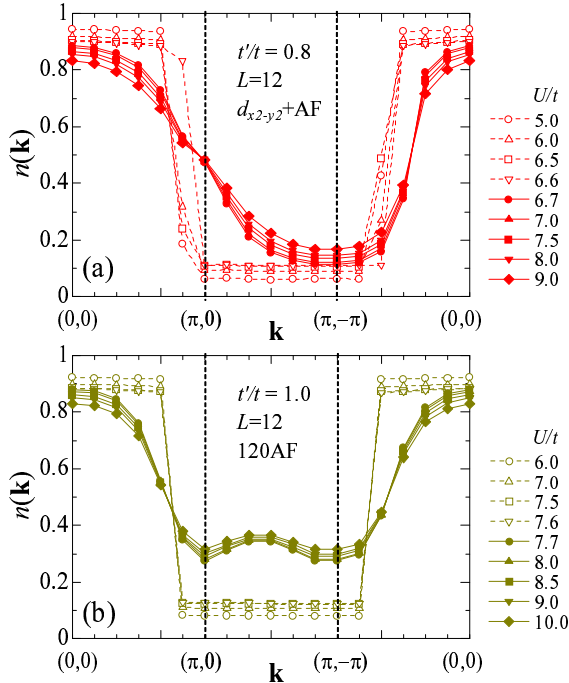 1
0.8
0.6
0.4
0.2
0
n(k)
t'/t = 0.8
L=12
dx2-y2+AF
(a)
(0,0)
(π,0)
k
(π,−π)
(0,0)
U/t
5.0
6.0
6.5
6.6
6.7
7.0
7.5
8.0
9.0
1
0.8
0.6
0.4
0.2
0
n(k)
t'/t = 1.0
L=12
120AF
(b)
(0,0)
(π,0)
k
(π,−π)
(0,0)
U/t
6.0
7.0
7.5
7.6
7.7
8.0
8.5
9.0
10.0